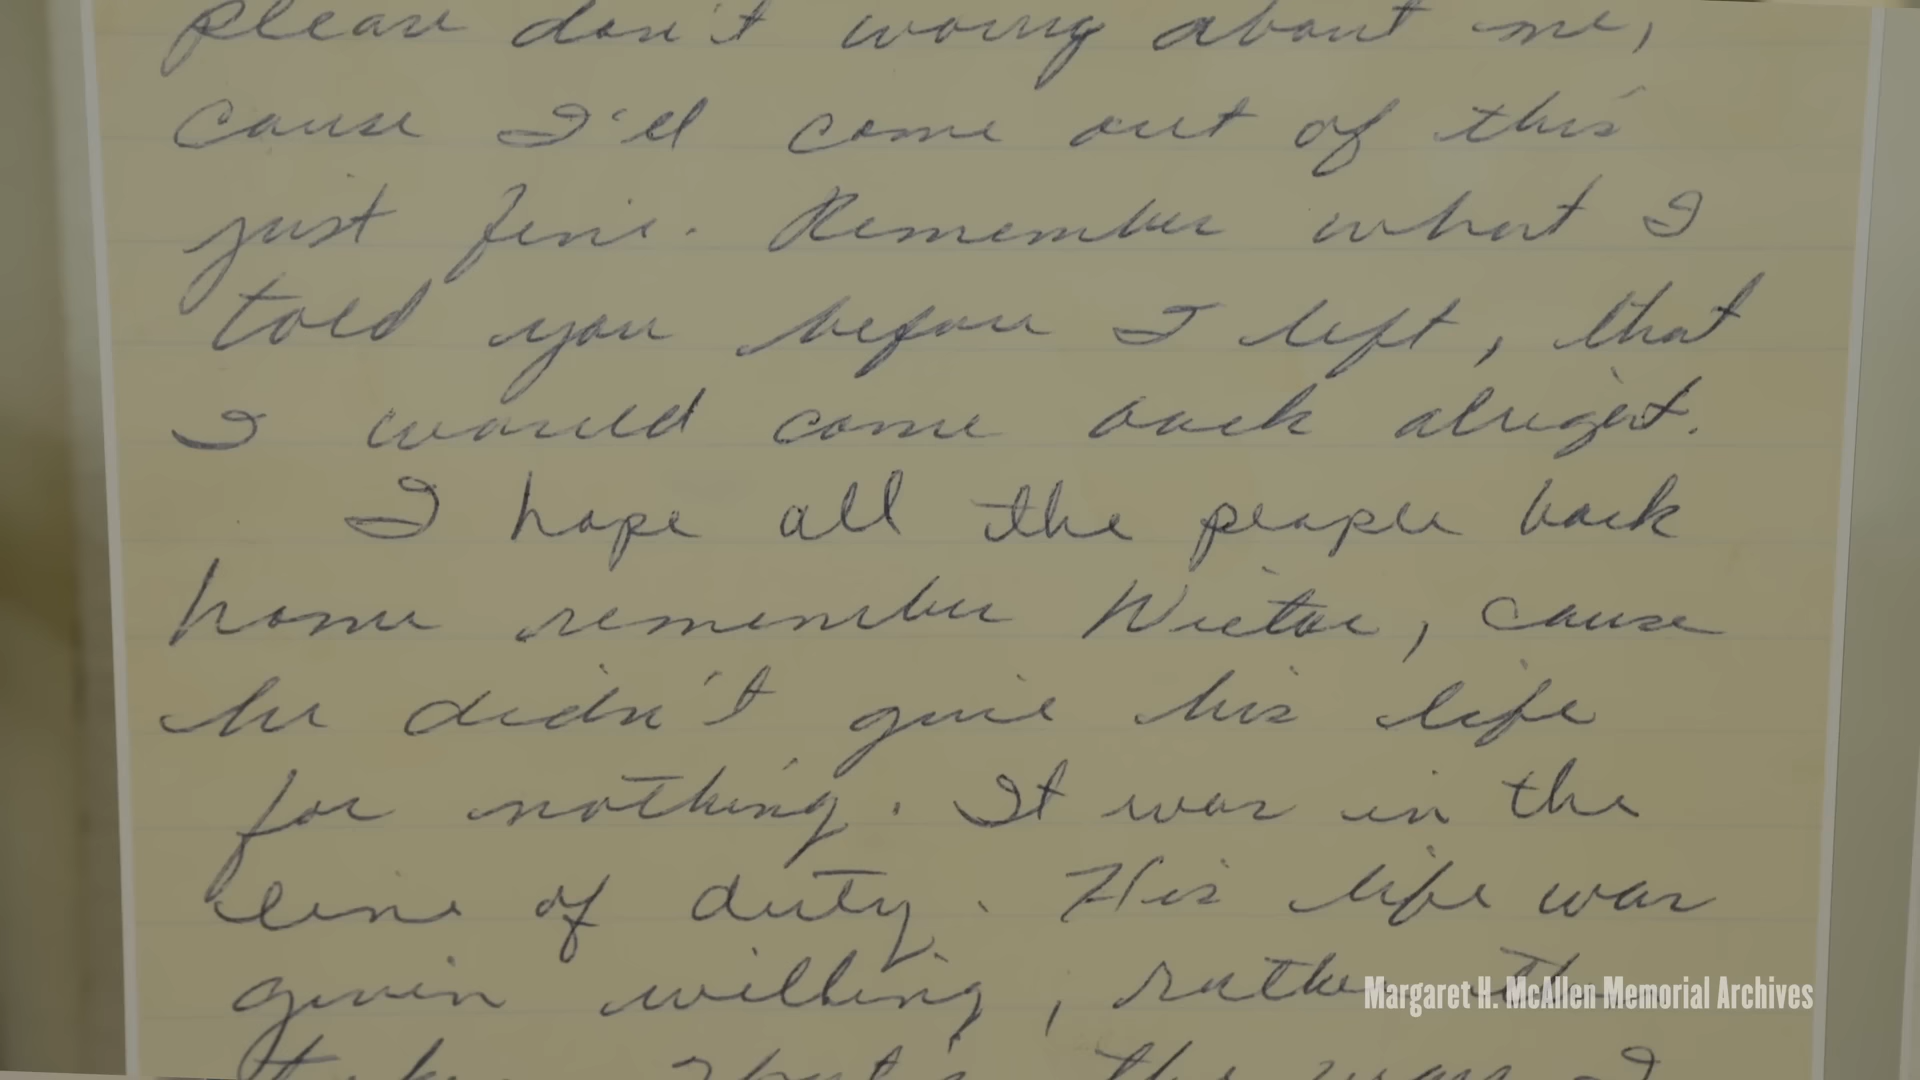 please don't worry about me,
cause I'll come out of this
just fine. Remember what I
told you before I left, that
I would come back alright.
I hope all the people back
home remember Victor, cause
he didn't give his life
for nothing. It was in the
line of duty. His life was
given willing, rather
Margaret H. McAllen Memorial Archives
the way I